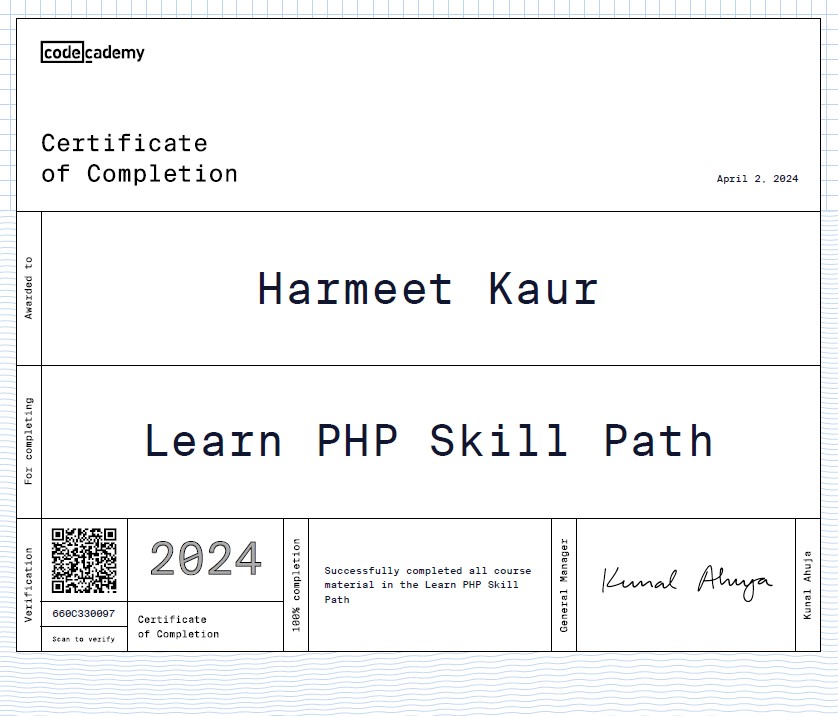 codecademy
Certificate
of Completion
April 2, 2024
Awarded to
Harmeet Kaur
For completing
Learn PHP Skill Path
Verification
660C330097
Scan to verify
2024
Certificate
of Completion
100% completion
Successfully completed all course
material in the Learn PHP Skill
Path
General Manager
Kunal Ahuja
Kunal Ahuja